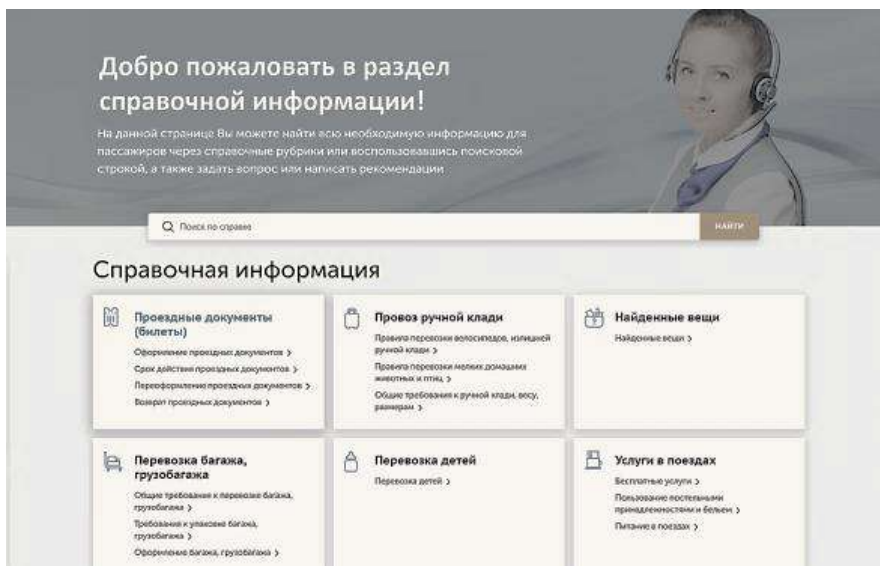 Добро пожаловать в раздел
справочной информации!
На данной странице Вы можете найти всю необходимую информацию для
пассажиров через справочные рубрики или воспользовавшись поисковой
строкой, а также задать вопрос или написать рекомендации
Поиск по справке
НАЙТИ
Справочная информация
Проездные документы
(билеты)
Оформление проездных документов >
Срок действия проездных документов >
Переоформление проездных документов >
Возврат проездных документов >
Провоз ручной клади
Правила перевозки велосипедов, излишней
ручной клади >
Правила перевозки мелких домашних
животных и птиц >
Общие требования к ручной клади, весу,
размерам >
Найденные вещи
Найденные вещи >
Перевозка багажа,
грузобагажа
Общие требования к перевозке багажа,
грузобагажа >
Требования к упаковке багажа,
грузобагажа >
Оформление багажа, грузобагажа >
Перевозка детей
Перевозка детей >
Услуги в поездах
Бесплатные услуги >
Пользование постельными
принадлежностями и бельем >
Питание в поездах >